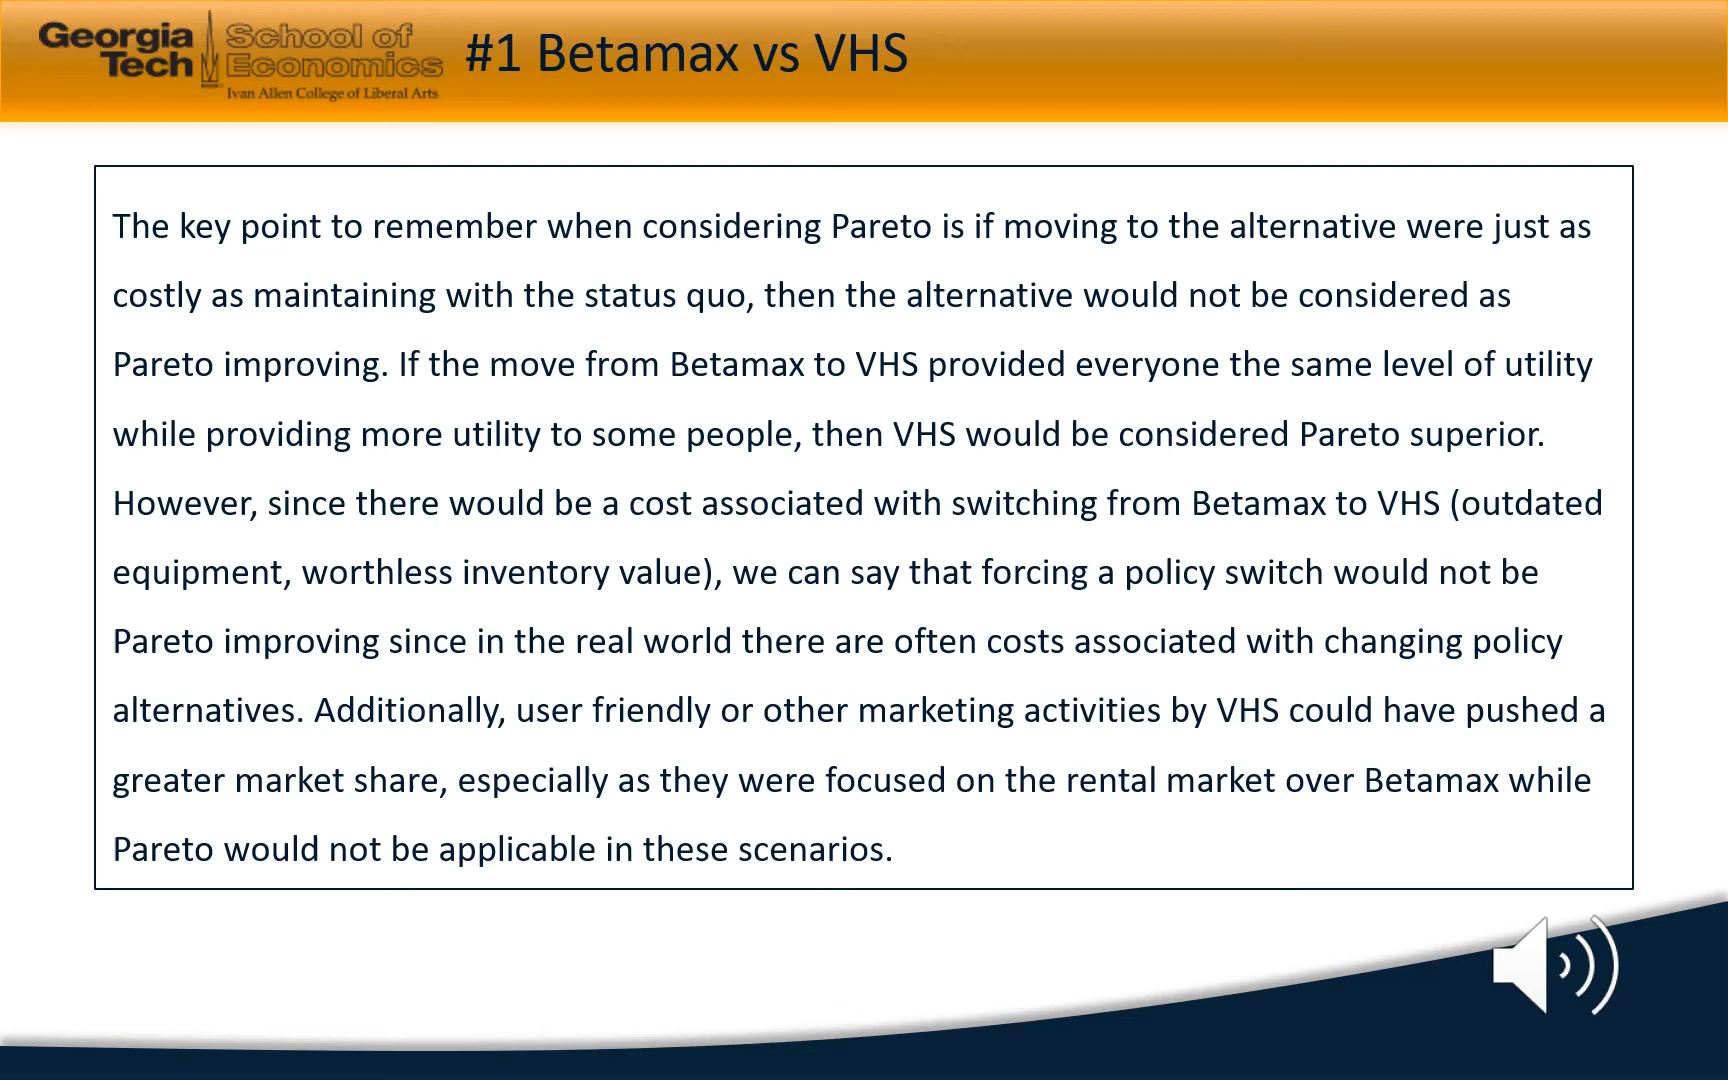 Georgia Tech
School of Economics
Ivan Allen College of Liberal Arts
#1 Betamax vs VHS
The key point to remember when considering Pareto is if moving to the alternative were just as
costly as maintaining with the status quo, then the alternative would not be considered as
Pareto improving. If the move from Betamax to VHS provided everyone the same level of utility
while providing more utility to some people, then VHS would be considered Pareto superior.
However, since there would be a cost associated with switching from Betamax to VHS (outdated
equipment, worthless inventory value), we can say that forcing a policy switch would not be
Pareto improving since in the real world there are often costs associated with changing policy
alternatives. Additionally, user friendly or other marketing activities by VHS could have pushed a
greater market share, especially as they were focused on the rental market over Betamax while
Pareto would not be applicable in these scenarios.